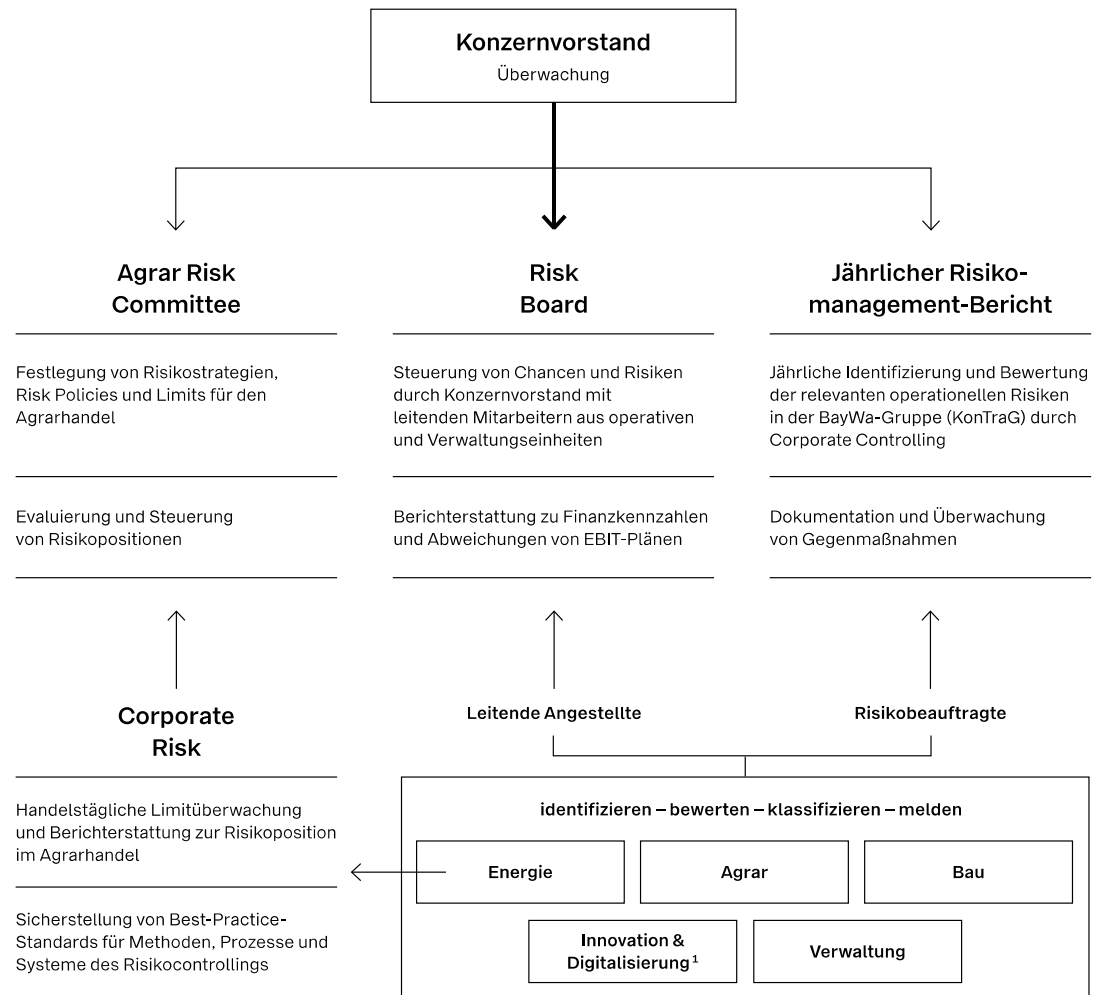 Konzernvorstand
Überwachung
Agrar Risk
Committee
Festlegung von Risikostrategien,
Risk Policies und Limits für den
Agrarhandel
Evaluierung und Steuerung
von Risikopositionen
Risk
Board
Steuerung von Chancen und Risiken
durch Konzernvorstand mit
leitenden Mitarbeitern aus operativen
und Verwaltungseinheiten
Berichterstattung zu Finanzkennzahlen
und Abweichungen von EBIT-Plänen
Jährlicher Risiko-
management-Bericht
Jährliche Identifizierung und Bewertung
der relevanten operationellen Risiken
in der BayWa-Gruppe (KonTraG) durch
Corporate Controlling
Dokumentation und Überwachung
von Gegenmaßnahmen
Corporate
Risk
Handelstägliche Limitüberwachung
und Berichterstattung zur Risikoposition
im Agrarhandel
Sicherstellung von Best-Practice-
Standards für Methoden, Prozesse und
Systeme des Risikocontrollings
Leitende Angestellte
Risikobeauftragte
identifizieren – bewerten – klassifizieren – melden
Energie
Agrar
Bau
Innovation &
Digitalisierung¹
Verwaltung